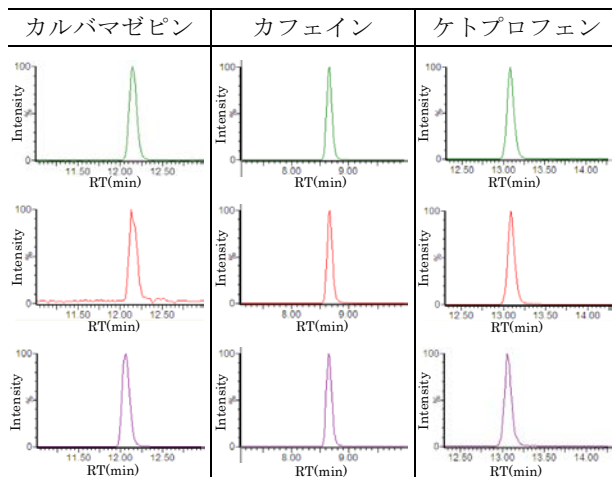 カルバマゼピン カフェイン ケトプロフェン
100 100 100
Intensity % Intensity % Intensity %
0 0 0
11.50 12.00 12.50 8.00 9.00 12.50 13.00 13.50 14.00
RT(min) RT(min) RT(min)
100 100 100
Intensity % Intensity % Intensity %
0 0 0
11.50 12.00 12.50 8.00 9.00 12.50 13.00 13.50 14.00
RT(min) RT(min) RT(min)
100 100 100
Intensity % Intensity % Intensity %
0 0 0
11.50 12.00 12.50 8.00 9.00 12.50 13.00 13.50 14.00
RT(min) RT(min) RT(min)